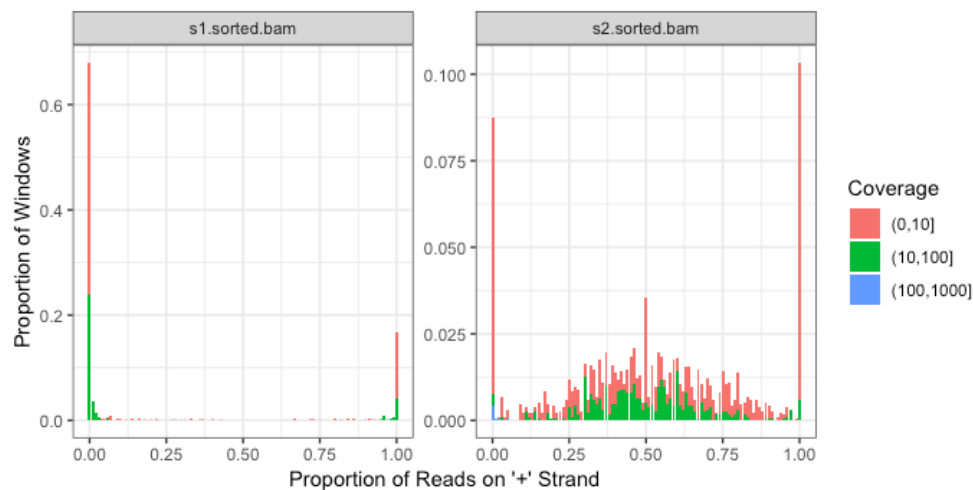 s1.sorted.bam
s2.sorted.bam
Proportion of Windows
0.6
0.4
0.2
0.0
0.100
0.075
0.050
0.025
0.000
0.00 0.25 0.50 0.75 1.00
0.00 0.25 0.50 0.75 1.00
Proportion of Reads on '+' Strand
Coverage
(0,10]
(10,100]
(100,1000]